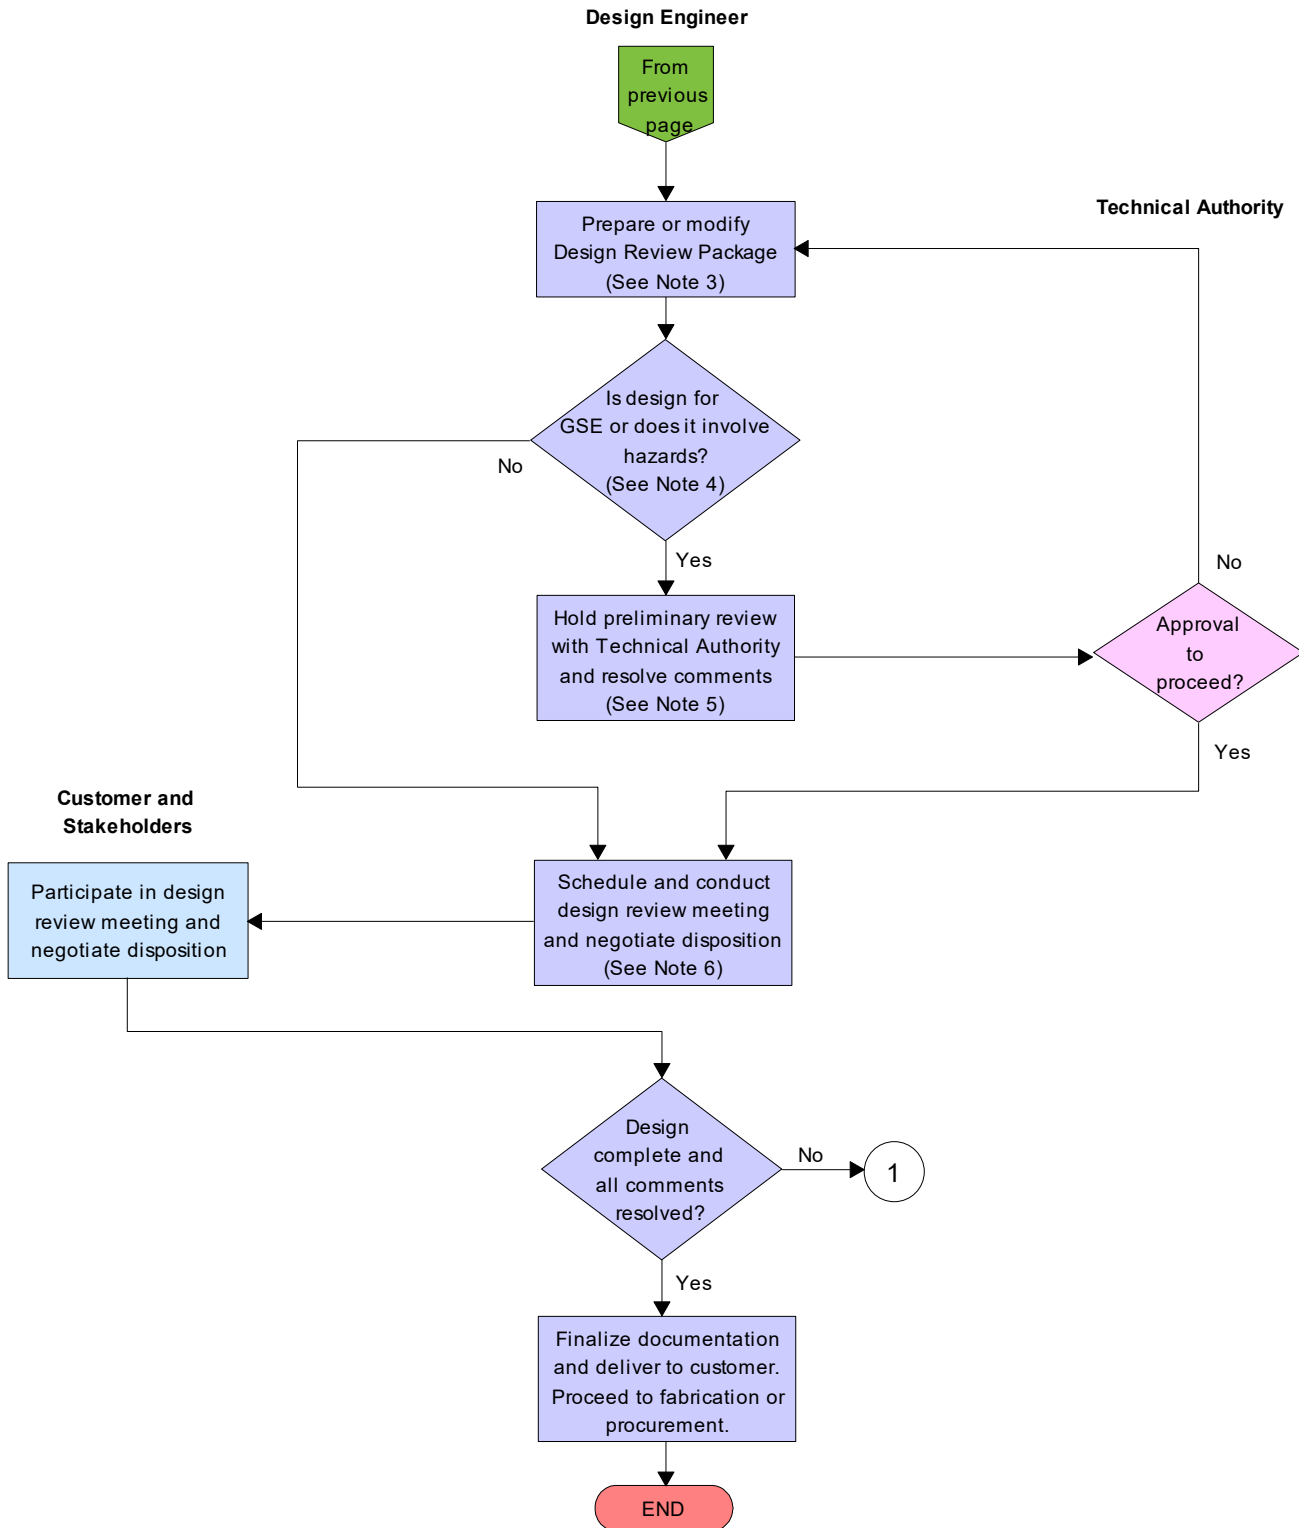 Design Engineer
From
previous
page
Technical Authority
Prepare or modify
Design Review Package
(See Note 3)
Is design for
GSE or does it involve
hazards?
(See Note 4)
No
Yes
No
Hold preliminary review
with Technical Authority
and resolve comments
(See Note 5)
Approval
to
proceed?
Yes
Customer and
Stakeholders
Participate in design
review meeting and
negotiate disposition
Schedule and conduct
design review meeting
and negotiate disposition
(See Note 6)
Design
complete and
all comments
resolved?
No
1
Yes
Finalize documentation
and deliver to customer.
Proceed to fabrication or
procurement.
END